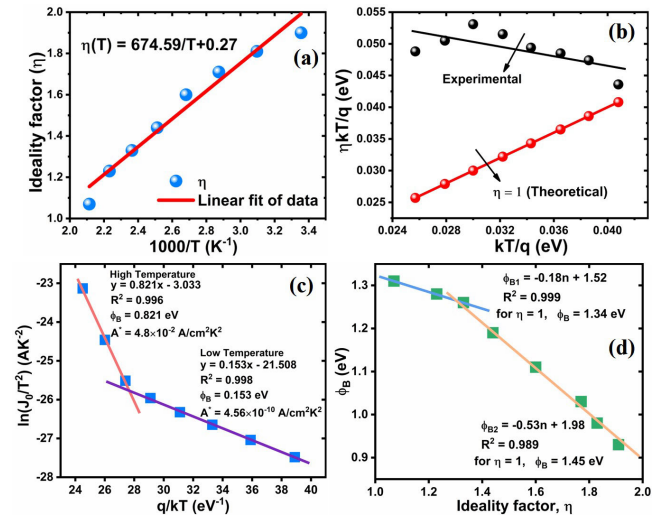 2.0
1.8
1.6
1.4
1.2
1.0
Ideality factor (η)
η(T) = 674.59/T+0.27
(a)
η
Linear fit of data
2.0 2.2 2.4 2.6 2.8 3.0 3.2 3.4
1000/T (K-1)
0.055
0.050
0.045
0.040
0.035
0.030
0.025
ηkT/q (eV)
(b)
Experimental
η = 1 (Theoretical)
0.024 0.028 0.032 0.036 0.040
kT/q (eV)
-23
-24
-25
-26
-27
-28
ln(J0/T2) (AK-2)
High Temperature
y = 0.821x - 3.033
R2 = 0.996
ϕB = 0.821 eV
A* = 4.8×10-2 A/cm2K2
(c)
Low Temperature
y = 0.153x - 21.508
R2 = 0.998
ϕB = 0.153 eV
A* = 4.56×10-10 A/cm2K2
24 26 28 30 32 34 36 38 40
q/kT (eV-1)
1.3
1.2
1.1
1.0
0.9
ϕB (eV)
ϕB1 = -0.18n + 1.52
R2 = 0.999
for η = 1, ϕB = 1.34 eV
(d)
ϕB2 = -0.53n + 1.98
R2 = 0.989
for η = 1, ϕB = 1.45 eV
1.0 1.2 1.4 1.6 1.8 2.0
Ideality factor, η